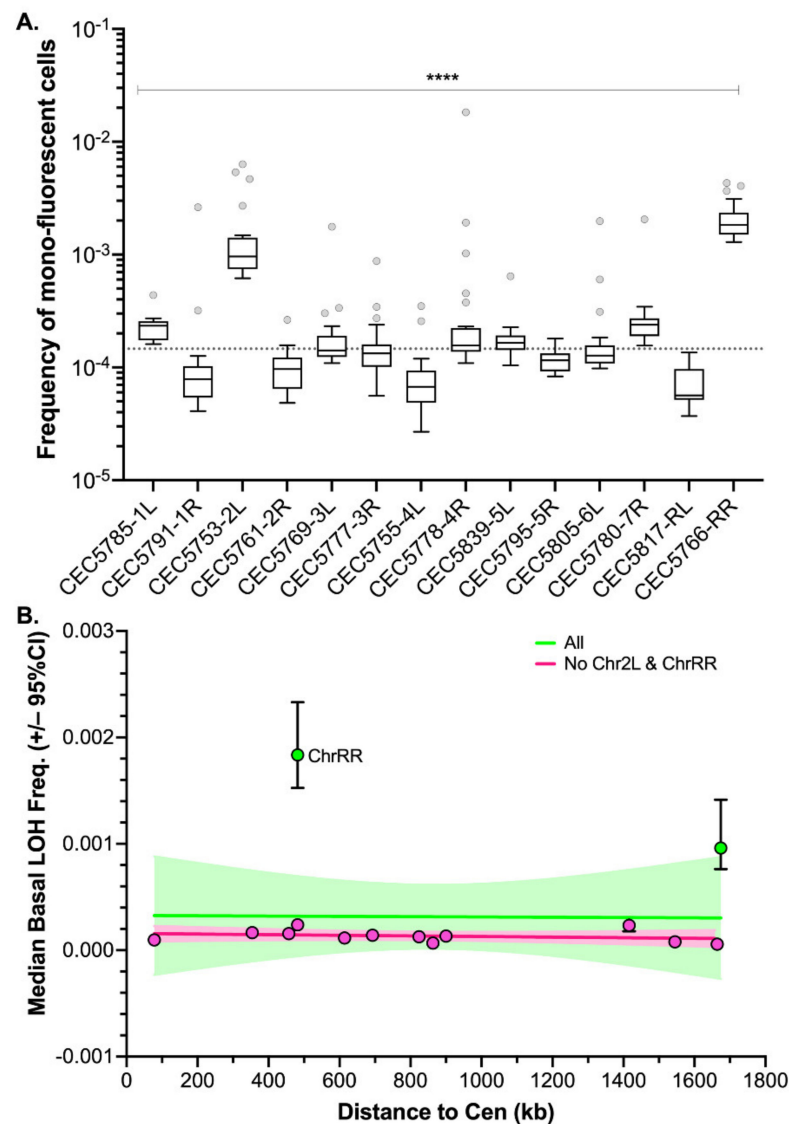 A.
Frequency of mono-fluorescent cells
10-1
10-2
10-3
10-4
10-5
****
CEC5785-1L
CEC5791-1R
CEC5753-2L
CEC5761-2R
CEC5769-3L
CEC5777-3R
CEC5755-4L
CEC5778-4R
CEC5839-5L
CEC5795-5R
CEC5805-6L
CEC5780-7R
CEC5817-RL
CEC5766-RR
B.
Median Basal LOH Freq. (+/– 95%CI)
0.003
0.002
0.001
0.000
-0.001
All
No Chr2L & ChrRR
ChrRR
0 200 400 600 800 1000 1200 1400 1600 1800
Distance to Cen (kb)